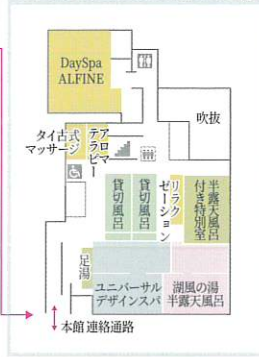 DaySpa
ALFINE
吹抜
タイ古式
マッサージ
アロマ
テラピー
貸切風呂
貸切風呂
リラク
ゼーション
半露天風呂
付き特別室
足湯
ユニバーサル
デザインスパ
湖風の湯
半露天風呂
本館 連絡通路